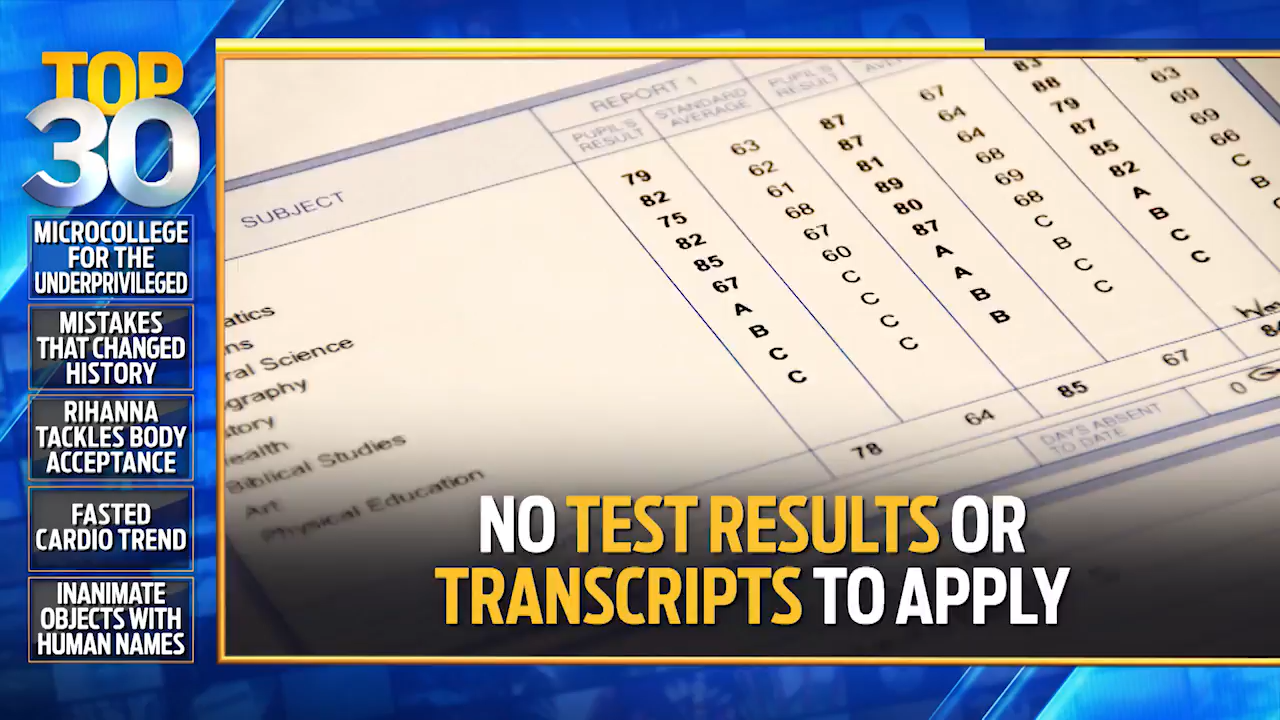 TOP
30
MICROCOLLEGE
FOR THE
UNDERPRIVILEGED
MISTAKES
THAT CHANGED
HISTORY
RIHANNA
TACKLES BODY
ACCEPTANCE
FASTED
CARDIO TREND
INANIMATE
OBJECTS WITH
HUMAN NAMES
REPORT 1
SUBJECT
PUPIL'S
RESULT
STANDARD
AVERAGE
PUPIL'S
RESULT
79 63 87 67 83
82 62 87 64 88 63
75 61 81 64 79 69
82 68 89 68 87 69
85 67 80 69 85 66
67 60 87 68 82 C
A C A C A B
B C A B B
C C B C C
C C B C C
atics
ns
ral Science
graphy
story
ealth
Biblical Studies
Art
Physical Education
78 64 85 67
DAYS ABSENT
TO DATE
0
NO TEST RESULTS OR
TRANSCRIPTS TO APPLY